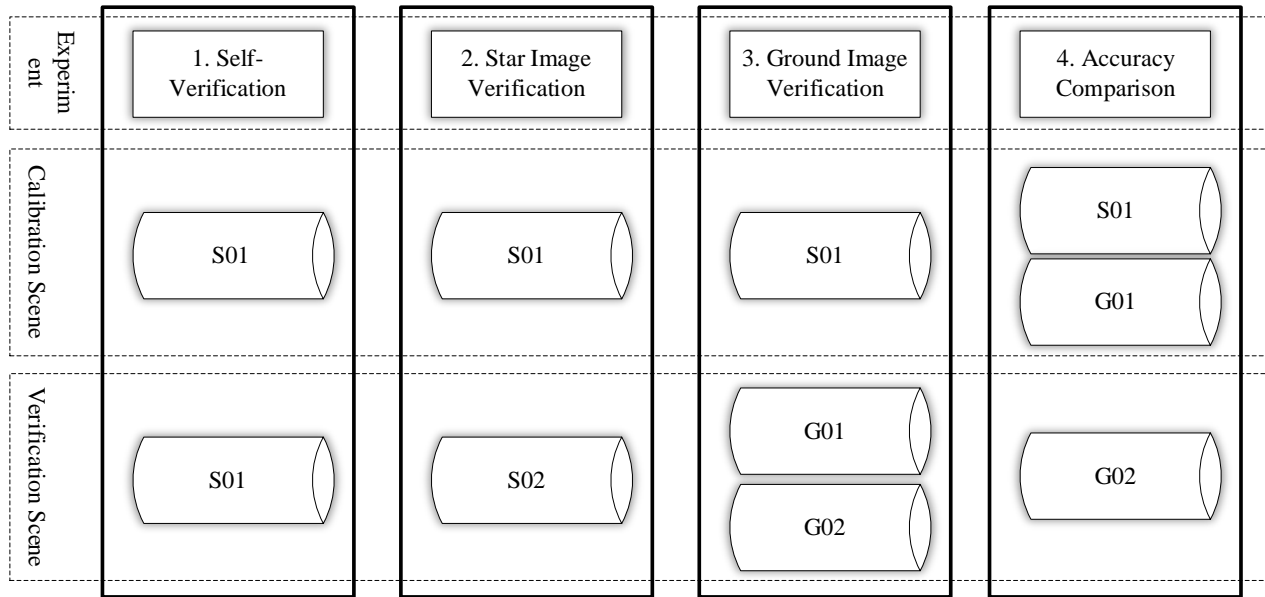 Experim
ent
1. Self-
Verification
2. Star Image
Verification
3. Ground Image
Verification
4. Accuracy
Comparison
Calibration Scene
S01
S01
S01
S01
G01
Verification Scene
S01
S02
G01
G02
G02